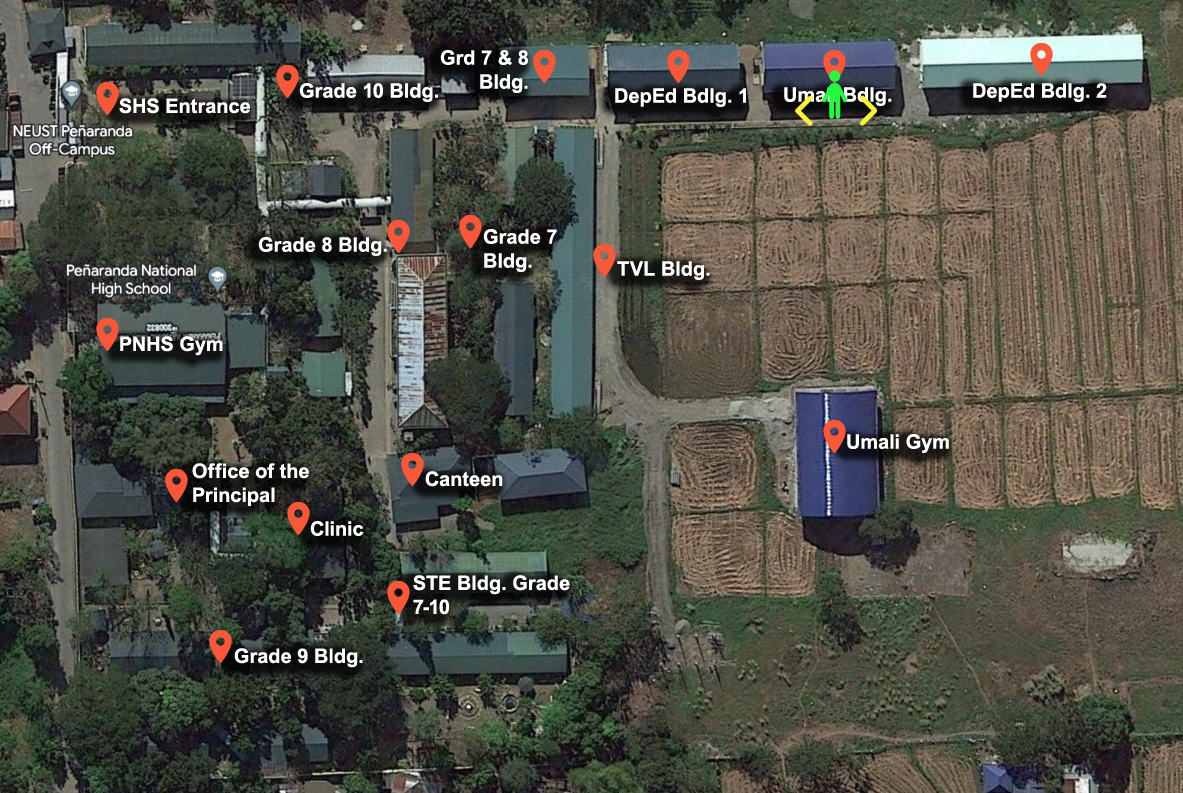 Grd 7 & 8
Bldg.
Grade 10 Bldg.
DepEd Bdlg. 1
Umali Bdlg.
DepEd Bdlg. 2
SHS Entrance
NEUST Peñaranda
Off-Campus
Grade 8 Bldg.
Grade 7
Bldg.
TVL Bldg.
Peñaranda National
High School
PNHS Gym
Umali Gym
Office of the
Principal
Canteen
Clinic
STE Bldg. Grade
7-10
Grade 9 Bldg.